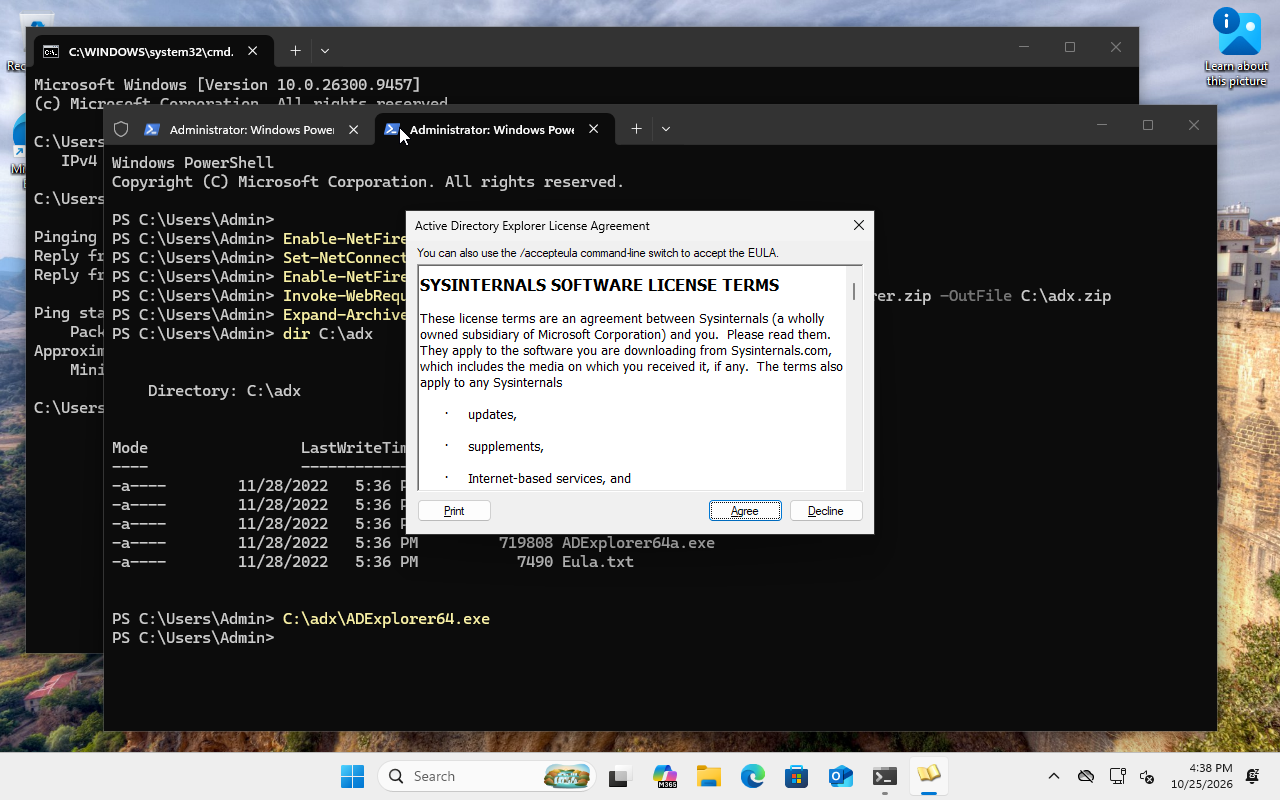 C:\WINDOWS\system32\cmd.
Microsoft Windows [Version 10.0.26300.9457]
(c) Microsoft Corporation. All rights reserved
C:\Users
IPv4
C:\Users
Pinging
Reply fr
Reply fr
Ping sta
Pack
Approxim
Mini
C:\Users
Learn about
this picture
Administrator: Windows Power
Administrator: Windows Powe
Windows PowerShell
Copyright (C) Microsoft Corporation. All rights reserved.
PS C:\Users\Admin>
PS C:\Users\Admin> Enable-NetFire
PS C:\Users\Admin> Set-NetConnect
PS C:\Users\Admin> Enable-NetFire
PS C:\Users\Admin> Invoke-WebRequ rer.zip -OutFile C:\adx.zip
PS C:\Users\Admin> Expand-Archive
PS C:\Users\Admin> dir C:\adx
Directory: C:\adx
Mode LastWriteTim
---- ------------
-a---- 11/28/2022 5:36 P
-a---- 11/28/2022 5:36 P
-a---- 11/28/2022 5:36 P
-a---- 11/28/2022 5:36 PM 719808 ADExplorer64a.exe
-a---- 11/28/2022 5:36 PM 7490 Eula.txt
PS C:\Users\Admin> C:\adx\ADExplorer64.exe
PS C:\Users\Admin>
Active Directory Explorer License Agreement
You can also use the /accepteula command-line switch to accept the EULA.
SYSINTERNALS SOFTWARE LICENSE TERMS
These license terms are an agreement between Sysinternals (a wholly
owned subsidiary of Microsoft Corporation) and you. Please read them.
They apply to the software you are downloading from Sysinternals.com,
which includes the media on which you received it, if any. The terms also
apply to any Sysinternals
· updates,
· supplements,
· Internet-based services, and
Print
Agree
Decline
Search
M365
4:38 PM
10/25/2026